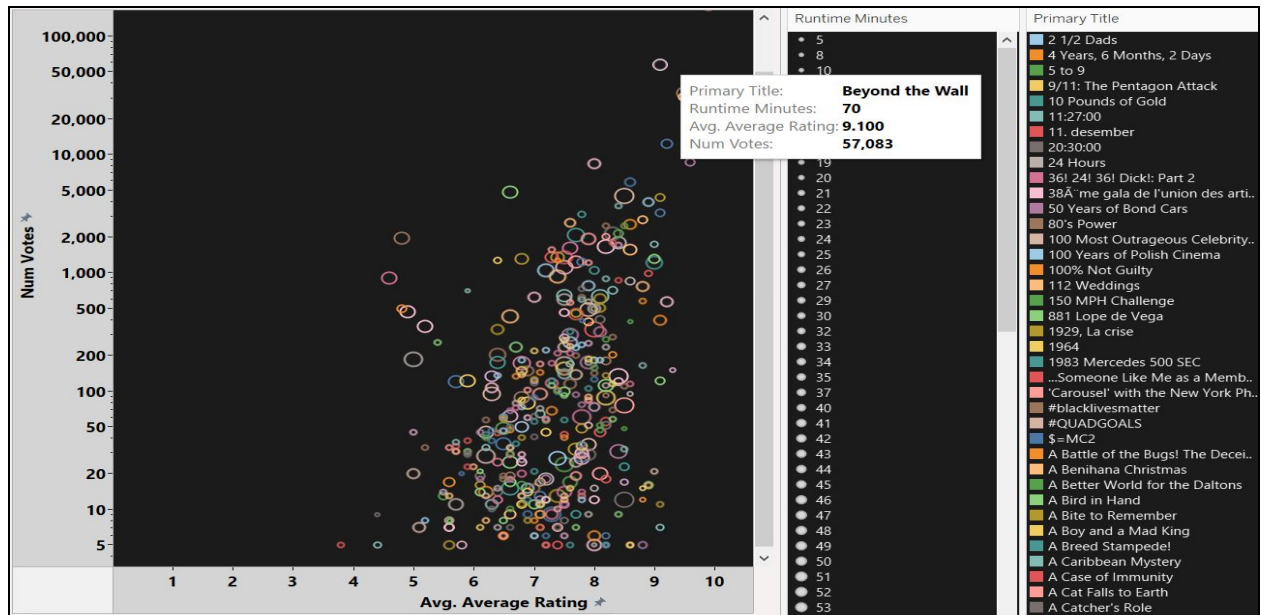 100,000
50,000
20,000
10,000
5,000
2,000
1,000
500
200
100
50
20
10
5
Num Votes
1 2 3 4 5 6 7 8 9 10
Avg. Average Rating
Primary Title: Beyond the Wall
Runtime Minutes: 70
Avg. Average Rating: 9.100
Num Votes: 57,083
Runtime Minutes
5
8
10
19
20
21
22
23
24
25
26
27
29
30
32
33
34
35
37
40
41
42
43
44
45
46
47
48
49
50
51
52
53
Primary Title
2 1/2 Dads
4 Years, 6 Months, 2 Days
5 to 9
9/11: The Pentagon Attack
10 Pounds of Gold
11:27:00
11. desember
20:30:00
24 Hours
36! 24! 36! Dick!: Part 2
38Ã¨me gala de l'union des arti..
50 Years of Bond Cars
80's Power
100 Most Outrageous Celebrity..
100 Years of Polish Cinema
100% Not Guilty
112 Weddings
150 MPH Challenge
881 Lope de Vega
1929, La crise
1964
1983 Mercedes 500 SEC
...Someone Like Me as a Memb..
'Carousel' with the New York Ph..
#blacklivesmatter
#QUADGOALS
$=MC2
A Battle of the Bugs! The Decei..
A Benihana Christmas
A Better World for the Daltons
A Bird in Hand
A Bite to Remember
A Boy and a Mad King
A Breed Stampede!
A Caribbean Mystery
A Case of Immunity
A Cat Falls to Earth
A Catcher's Role